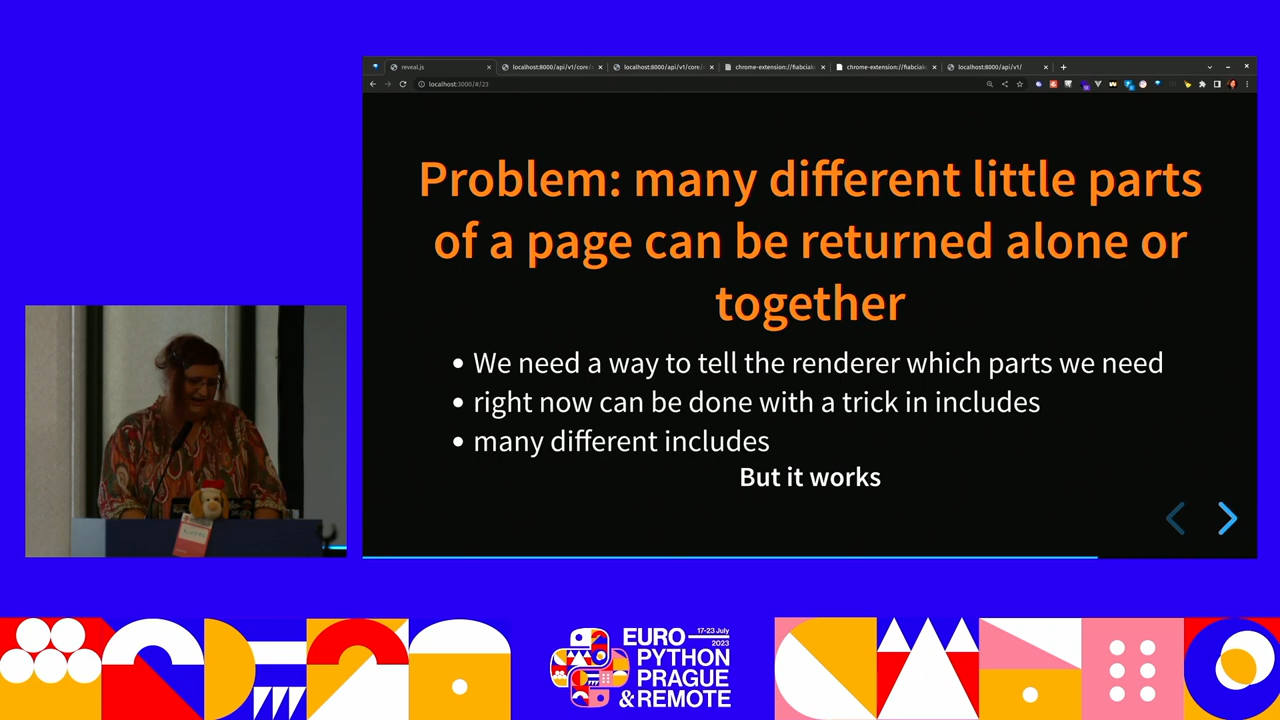 reveal.js
localhost:8000/api/v1/core/
localhost:8000/api/v1/core/
chrome-extension://fiabciak
chrome-extension://fiabciak
localhost:8000/api/v1/
localhost:3000/#/23
Problem: many different little parts
of a page can be returned alone or
together
We need a way to tell the renderer which parts we need
right now can be done with a trick in includes
many different includes
But it works
EURO
17-23 July
2023
PYTHON
PRAGUE
& REMOTE